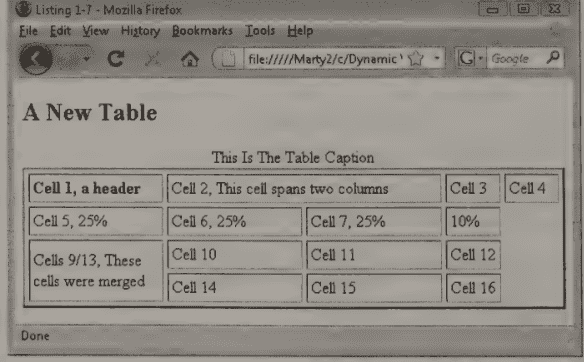 Listing 1-7 - Mozilla Firefox
File Edit View History Bookmarks Tools Help
file://///Marty2/c/Dynamic
G Google
A New Table
This Is The Table Caption
Cell 1, a header Cell 2, This cell spans two columns Cell 3 Cell 4
Cell 5, 25% Cell 6, 25% Cell 7, 25% 10%
Cells 9/13, These
cells were merged
Cell 10 Cell 11 Cell 12
Cell 14 Cell 15 Cell 16
Done